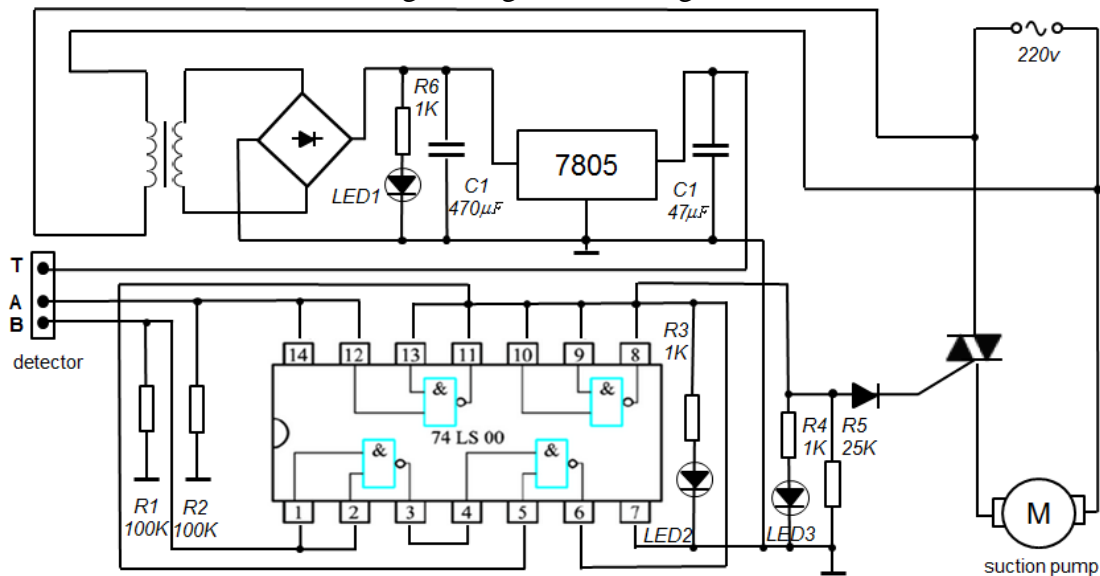 220v
R6
1K
7805
LED1
C1
470μF
C1
47μF
T
A
B
detector
R3
1K
14 12 13 11 10 9 8
&
&
74 LS 00
&
&
R4
1K
R5
25K
R1
100K
R2
100K
1 2 3 4 5 6 7
LED2
LED3
M
suction pump